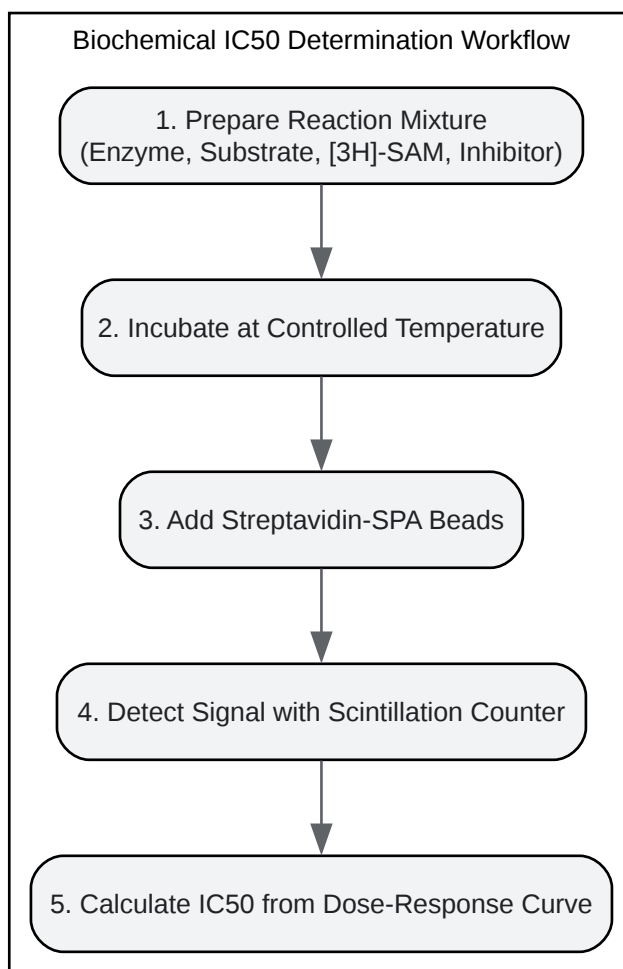 Biochemical IC50 Determination Workflow
1. Prepare Reaction Mixture
(Enzyme, Substrate, [3H]-SAM, Inhibitor)
2. Incubate at Controlled Temperature
3. Add Streptavidin-SPA Beads
4. Detect Signal with Scintillation Counter
5. Calculate IC50 from Dose-Response Curve